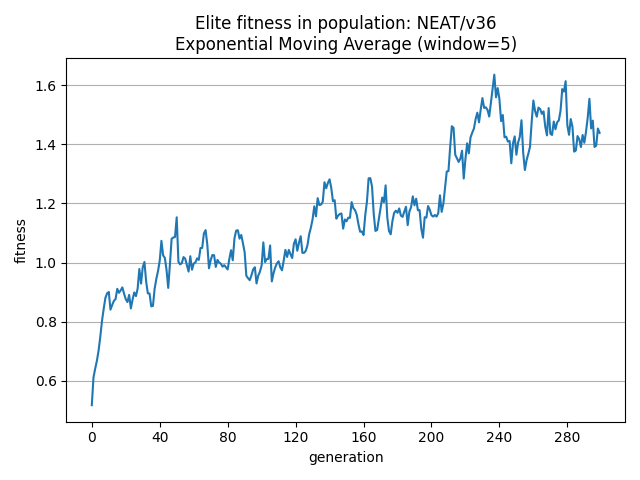 Elite fitness in population: NEAT/v36
Exponential Moving Average (window=5)
fitness
1.6
1.4
1.2
1.0
0.8
0.6
0 40 80 120 160 200 240 280
generation